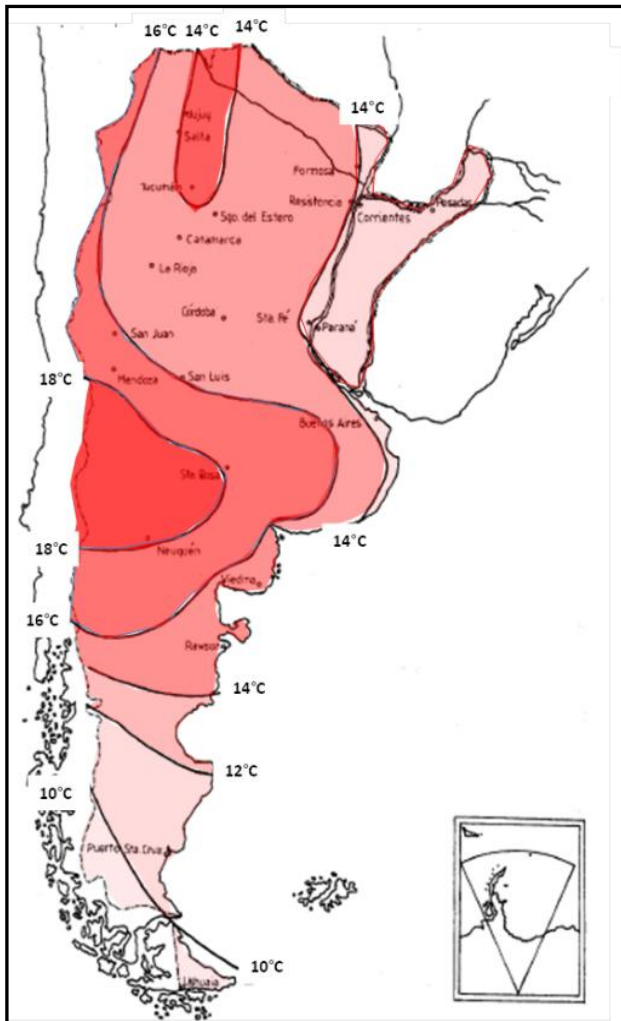 16°C 14°C 14°C
14°C
Jujuy
Salta
Formosa
Tucumán
Resistencia
Posadas
Sgo. del Estero
Corrientes
Catamarca
La Rioja
Córdoba
Sta. Fé
Paraná
San Juan
Mendoza
San Luis
18°C
Buenos Aires
Sta. Rosa
Neuquén
14°C
18°C
Viedma
16°C
Rawson
14°C
12°C
10°C
Puerto Sta. Cruz
10°C
Ushuaia